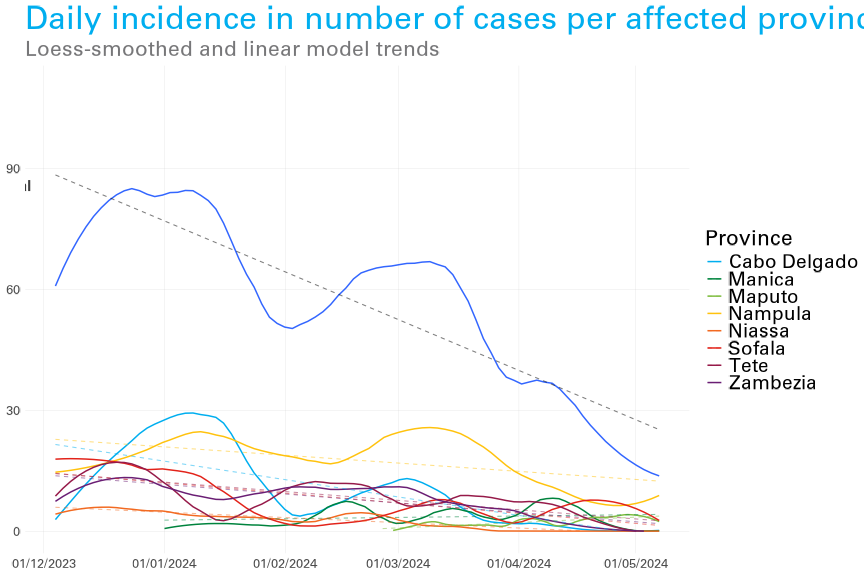 Daily incidence in number of cases per affected provinc
Loess-smoothed and linear model trends
90
60
30
0
01/12/2023
01/01/2024
01/02/2024
01/03/2024
01/04/2024
01/05/2024
Province
Cabo Delgado
Manica
Maputo
Nampula
Niassa
Sofala
Tete
Zambezia